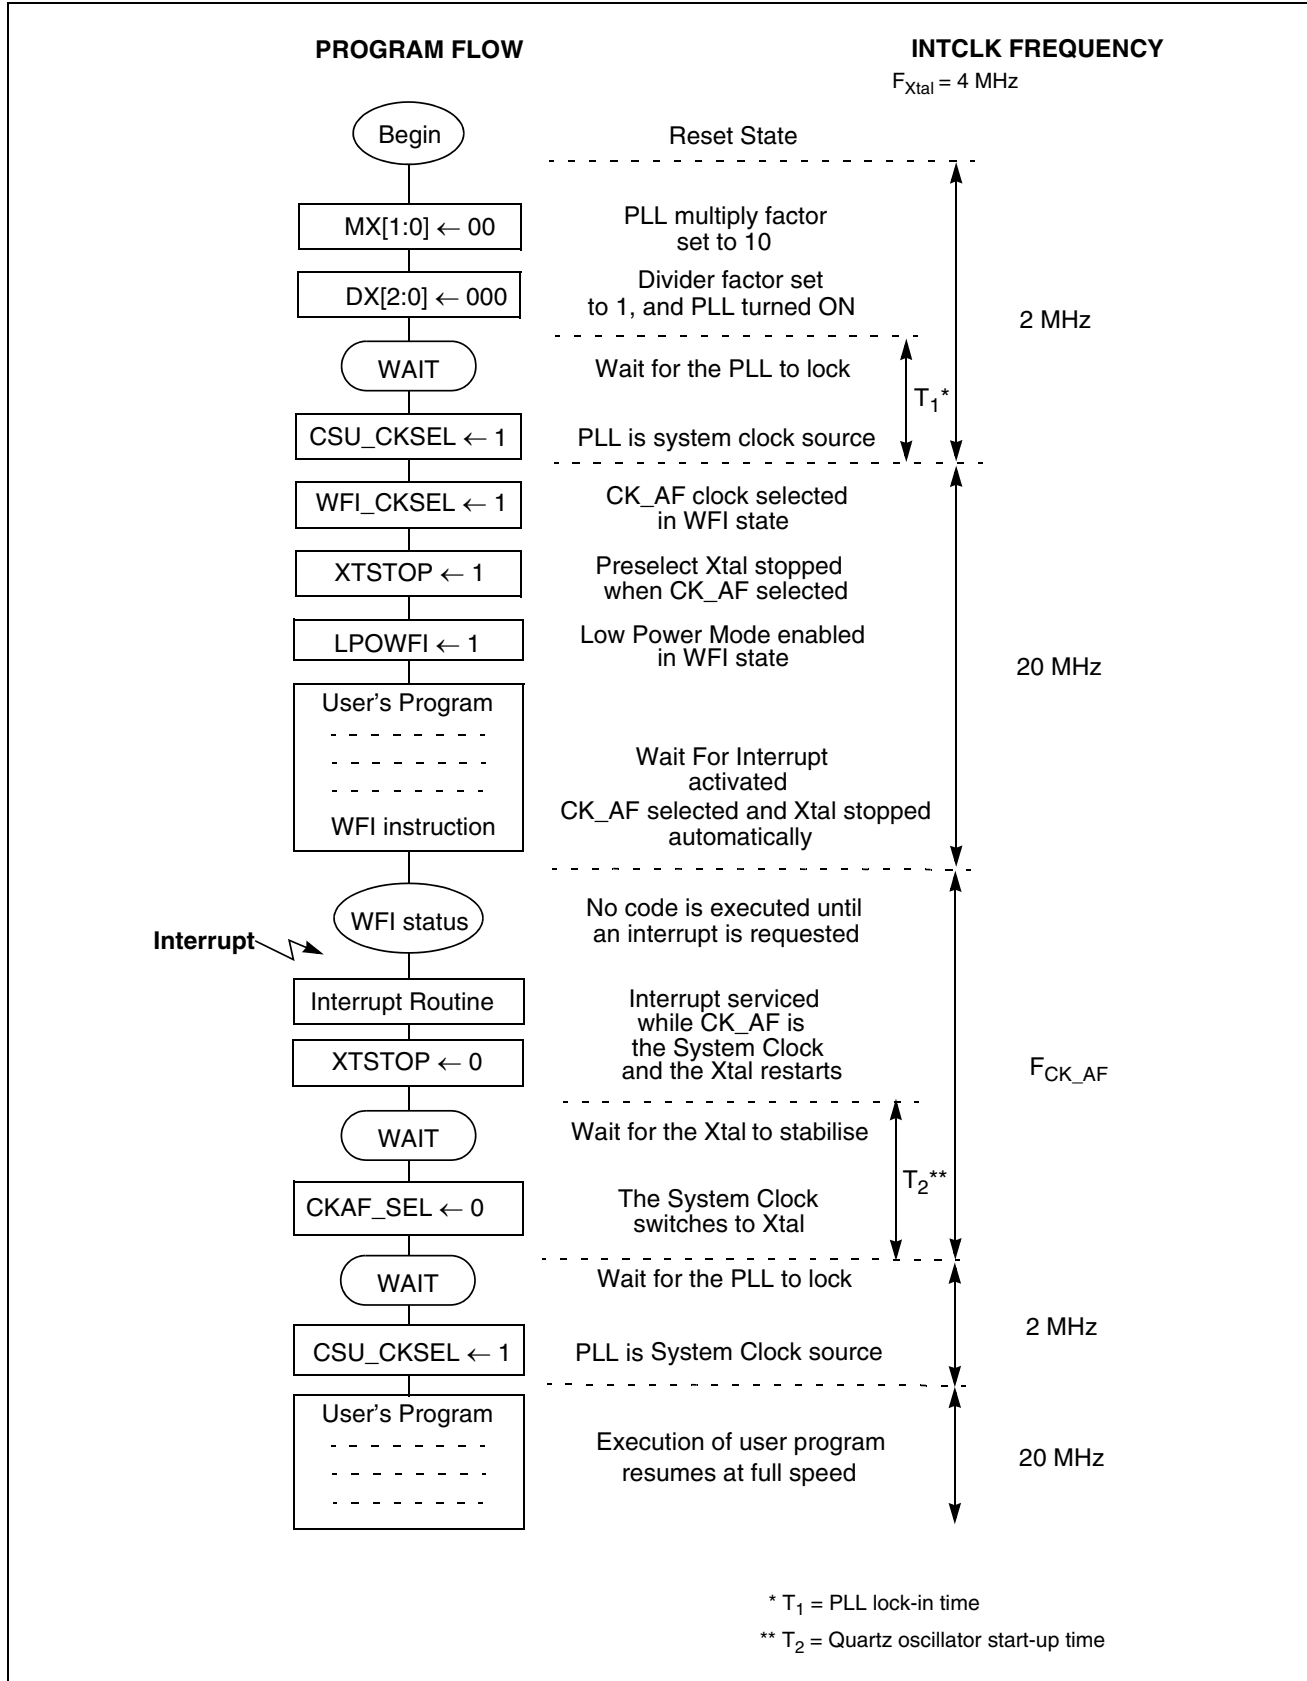 PROGRAM FLOW
INTCLK FREQUENCY
FXtal = 4 MHz
Begin
Reset State
MX[1:0] ← 00
PLL multiply factor
set to 10
DX[2:0] ← 000
Divider factor set
to 1, and PLL turned ON
2 MHz
WAIT
Wait for the PLL to lock
T1*
CSU_CKSEL ← 1
PLL is system clock source
WFI_CKSEL ← 1
CK_AF clock selected
in WFI state
XTSTOP ← 1
Preselect Xtal stopped
when CK_AF selected
LPOWFI ← 1
Low Power Mode enabled
in WFI state
20 MHz
User's Program
WFI instruction
Wait For Interrupt
activated
CK_AF selected and Xtal stopped
automatically
WFI status
No code is executed until
an interrupt is requested
Interrupt
Interrupt Routine
Interrupt serviced
while CK_AF is
the System Clock
and the Xtal restarts
XTSTOP ← 0
FCK_AF
WAIT
Wait for the Xtal to stabilise
T2**
CKAF_SEL ← 0
The System Clock
switches to Xtal
WAIT
Wait for the PLL to lock
2 MHz
CSU_CKSEL ← 1
PLL is System Clock source
User's Program
Execution of user program
resumes at full speed
20 MHz
* T1 = PLL lock-in time
** T2 = Quartz oscillator start-up time